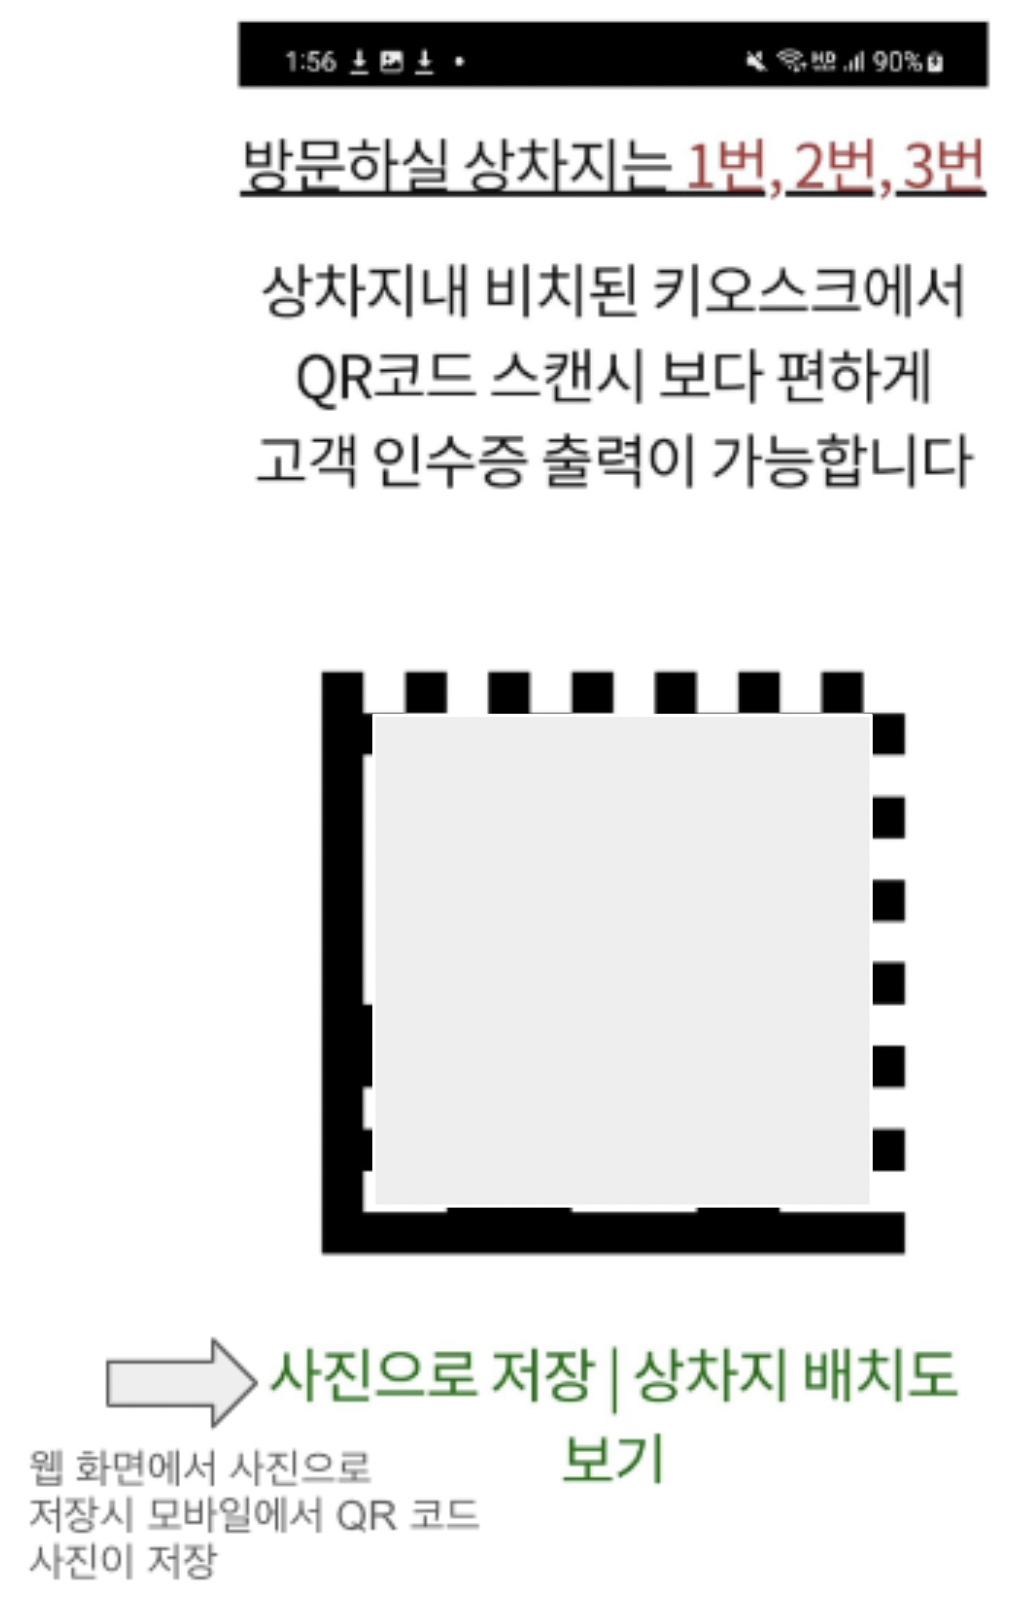 1:56
90%
방문하실 상차지는 1번, 2번, 3번
상차지내 비치된 키오스크에서
QR코드 스캔시 보다 편하게
고객 인수증 출력이 가능합니다
사진으로 저장 | 상차지 배치도
보기
웹 화면에서 사진으로
저장시 모바일에서 QR 코드
사진이 저장